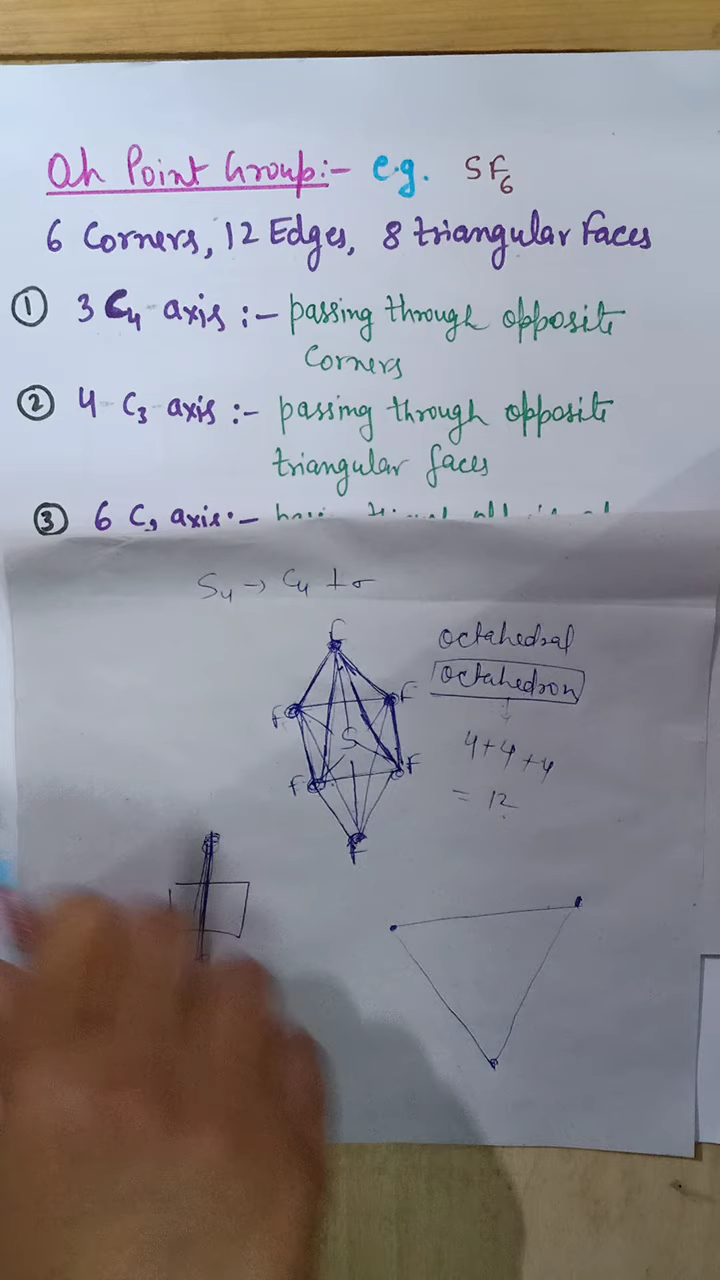 Oh Point Group:- e.g. SF6
6 Corners, 12 Edges, 8 triangular Faces
① 3 C4 axis :- passing through opposite
Corners
② 4 C3 axis :- passing through opposite
triangular faces
③ 6 C2 axis:-
S4 → C4 + σ
octahedral
octahedron
F
F
F
S
F
F
F
4+4+4
= 12